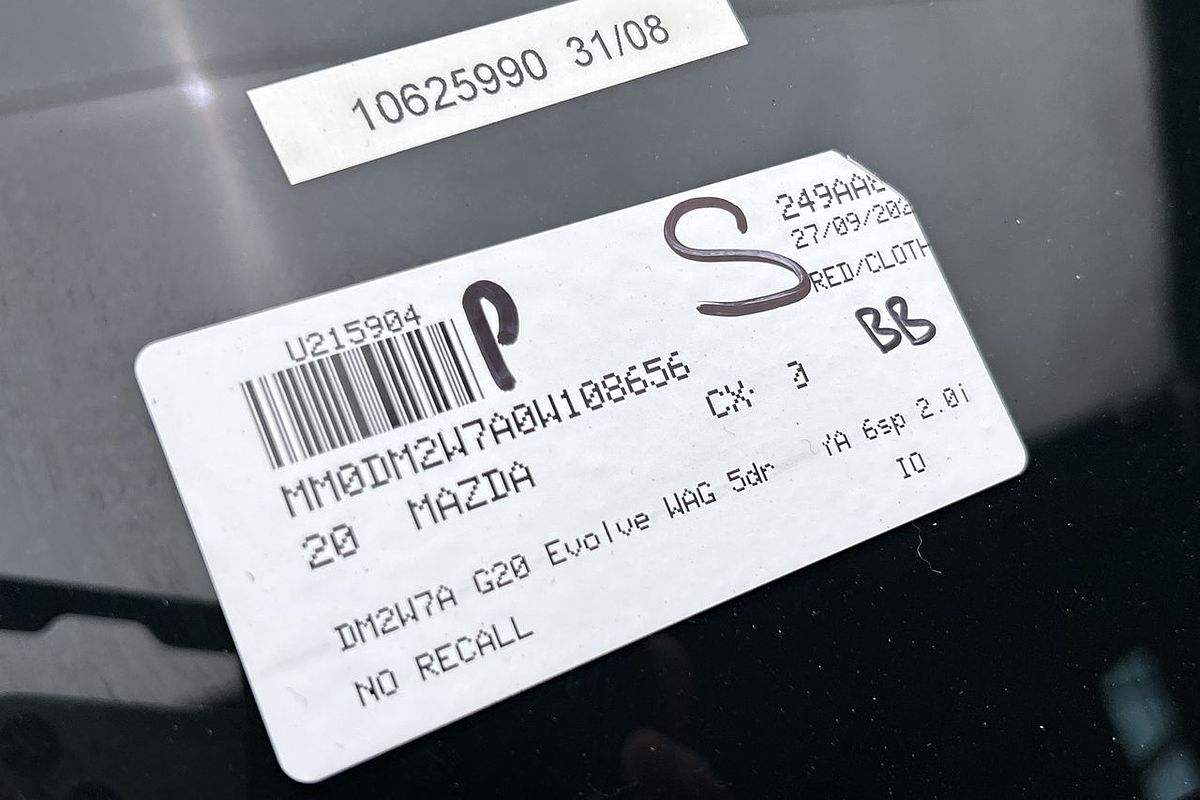 10625990 31/08
249AA
27/09/202
S RED/CLOTH
U215904 P
BB
MM0DM2W7A0W108656
20 MAZDA CX- 3
DM2W7A G20 Evolve WAG 5dr YA 6sp 2.0i
NO RECALL IO